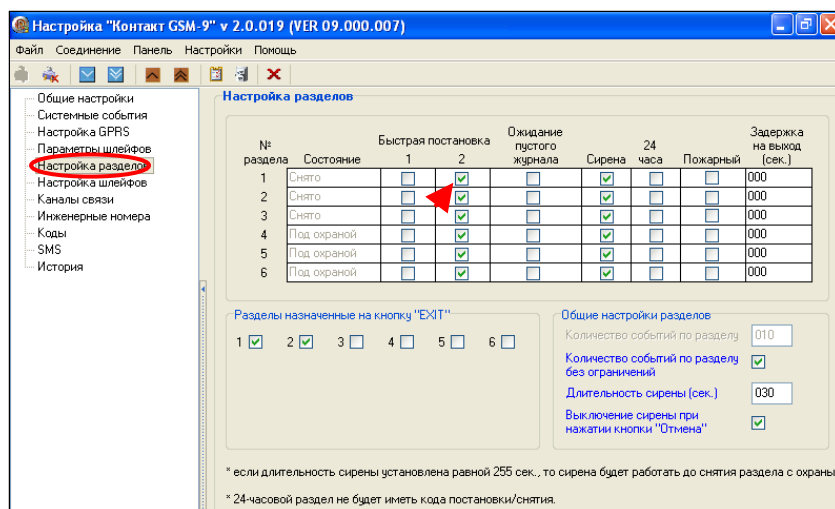 Настройка "Контакт GSM-9" v 2.0.019 (VER 09.000.007)
Файл Соединение Панель Настройки Помощь
Общие настройки
Системные события
Настройка GPRS
Параметры шлейфов
Настройка разделов
Настройка шлейфов
Каналы связи
Инженерные номера
Коды
SMS
История
Настройка разделов
№ раздела Состояние Быстрая постановка 1 2 Ожидание пустого журнала Сирена 24 часа Пожарный Задержка на выход (сек.)
1 Снято 000
2 Снято 000
3 Снято 000
4 Под охраной 000
5 Под охраной 000
6 Под охраной 000
Разделы назначенные на кнопку "EXIT"
1 2 3 4 5 6
Общие настройки разделов
Количество событий по разделу 010
Количество событий по разделу
без ограничений
Длительность сирены (сек.) 030
Выключение сирены при
нажатии кнопки "Отмена"
* если длительность сирены установлена равной 255 сек., то сирена будет работать до снятия раздела с охраны
* 24-часовой раздел не будет иметь кода постановки/снятия.